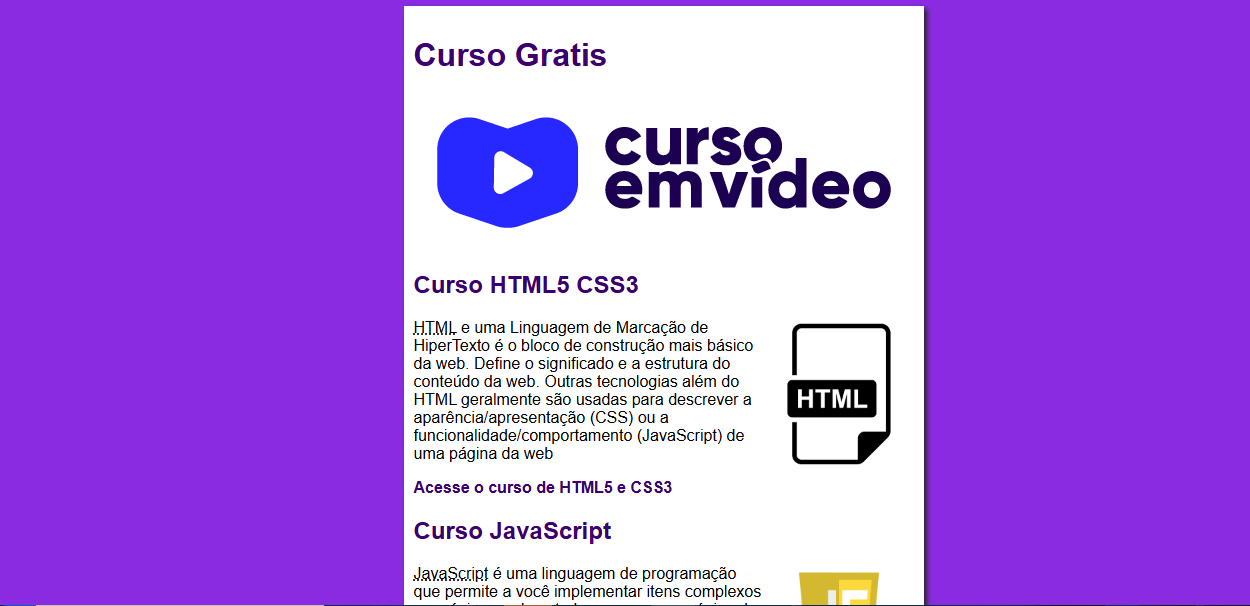 Curso Gratis
curso
emvídeo
Curso HTML5 CSS3
HTML e uma Linguagem de Marcação de
HiperTexto é o bloco de construção mais básico
da web. Define o significado e a estrutura do
conteúdo da web. Outras tecnologias além do
HTML geralmente são usadas para descrever a
aparência/apresentação (CSS) ou a
funcionalidade/comportamento (JavaScript) de
uma página da web
HTML
Acesse o curso de HTML5 e CSS3
Curso JavaScript
JavaScript é uma linguagem de programação
que permite a você implementar itens complexos